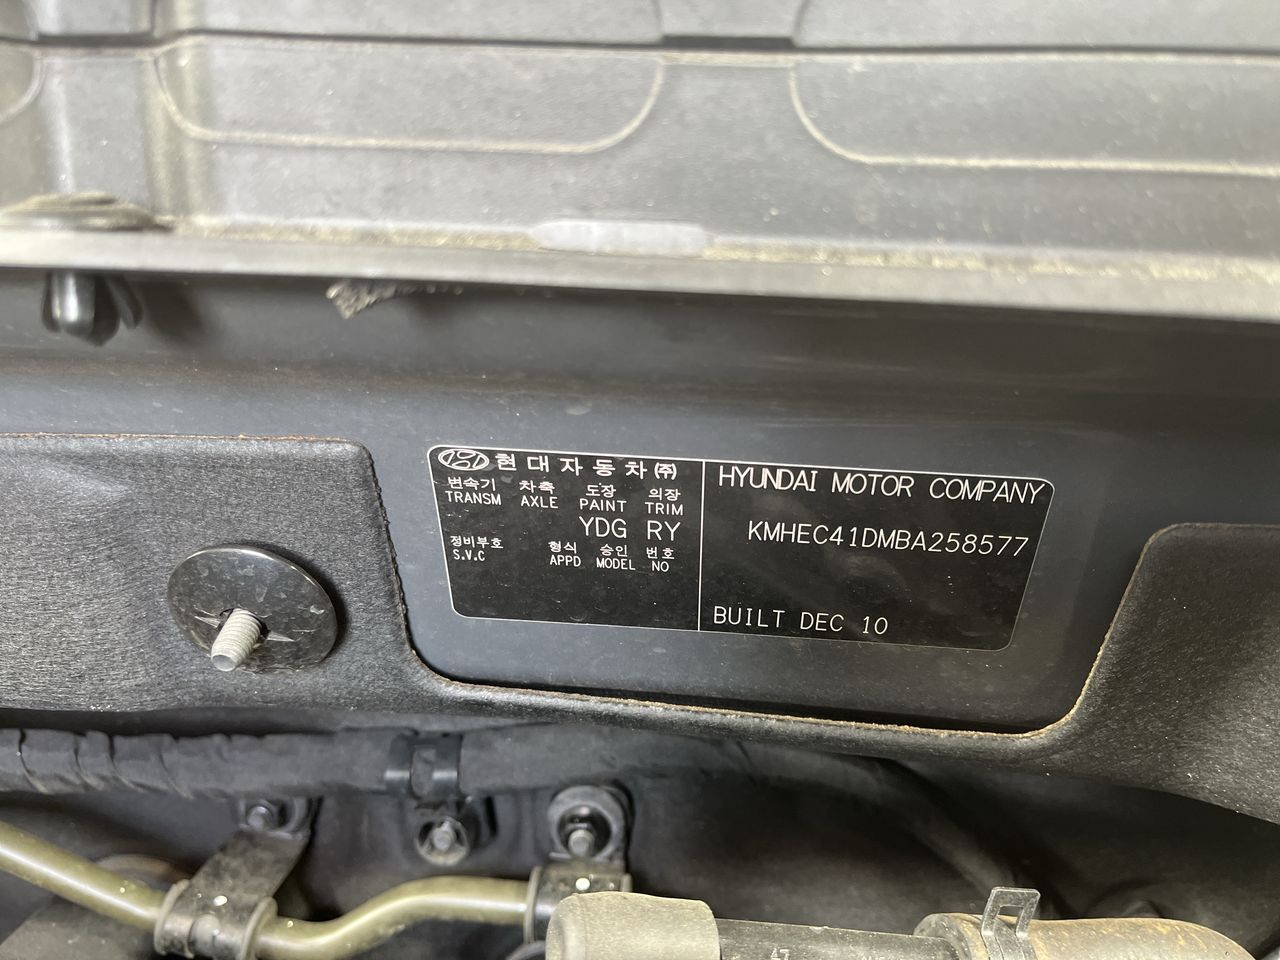 현대자동차㈜
변속기 차축 도장 의장
TRANSM AXLE PAINT TRIM
YDG RY
정비부호 형식 승인 번호
S.V.C APPD MODEL NO
HYUNDAI MOTOR COMPANY
KMHEC41DMBA258577
BUILT DEC 10